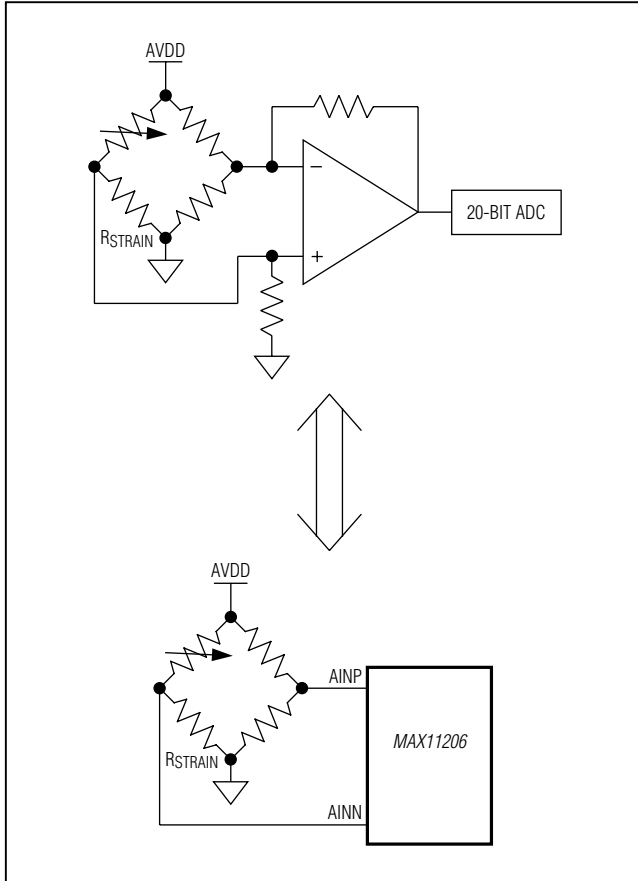 AVDD
−
20-BIT ADC
RSTRAIN
+
AVDD
AINP
MAX11206
RSTRAIN
AINN